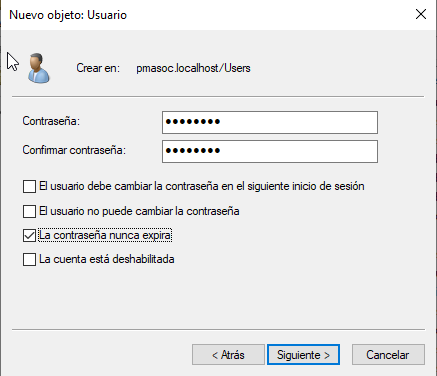 Nuevo objeto: Usuario
Crear en: pmasoc.localhost/Users
Contraseña: ●●●●●●●●
Confirmar contraseña: ●●●●●●●●
El usuario debe cambiar la contraseña en el siguiente inicio de sesión
El usuario no puede cambiar la contraseña
La contraseña nunca expira
La cuenta está deshabilitada
< Atrás Siguiente > Cancelar